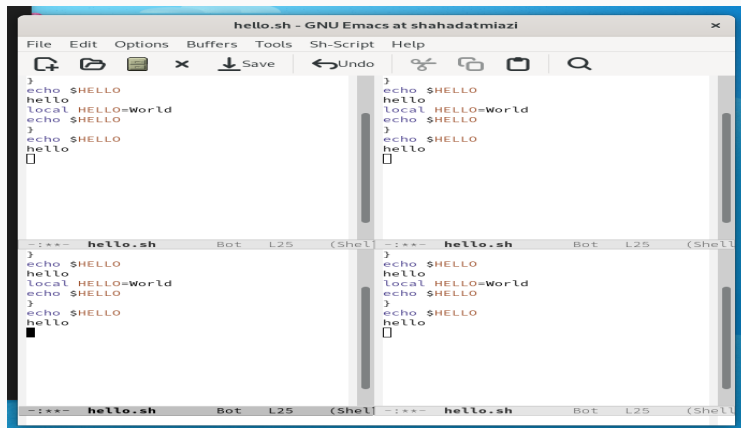 hello.sh - GNU Emacs at shahadatmiazi
File Edit Options Buffers Tools Sh-Script Help
Save Undo
}
echo $HELLO
hello
local HELLO=World
echo $HELLO
}
echo $HELLO
hello
-:**- hello.sh Bot L25 (Shell
}
echo $HELLO
hello
local HELLO=World
echo $HELLO
}
echo $HELLO
hello
-:**- hello.sh Bot L25 (Shell
}
echo $HELLO
hello
local HELLO=World
echo $HELLO
}
echo $HELLO
hello
-:**- hello.sh Bot L25 (Shell
}
echo $HELLO
hello
local HELLO=World
echo $HELLO
}
echo $HELLO
hello
-:**- hello.sh Bot L25 (Shell